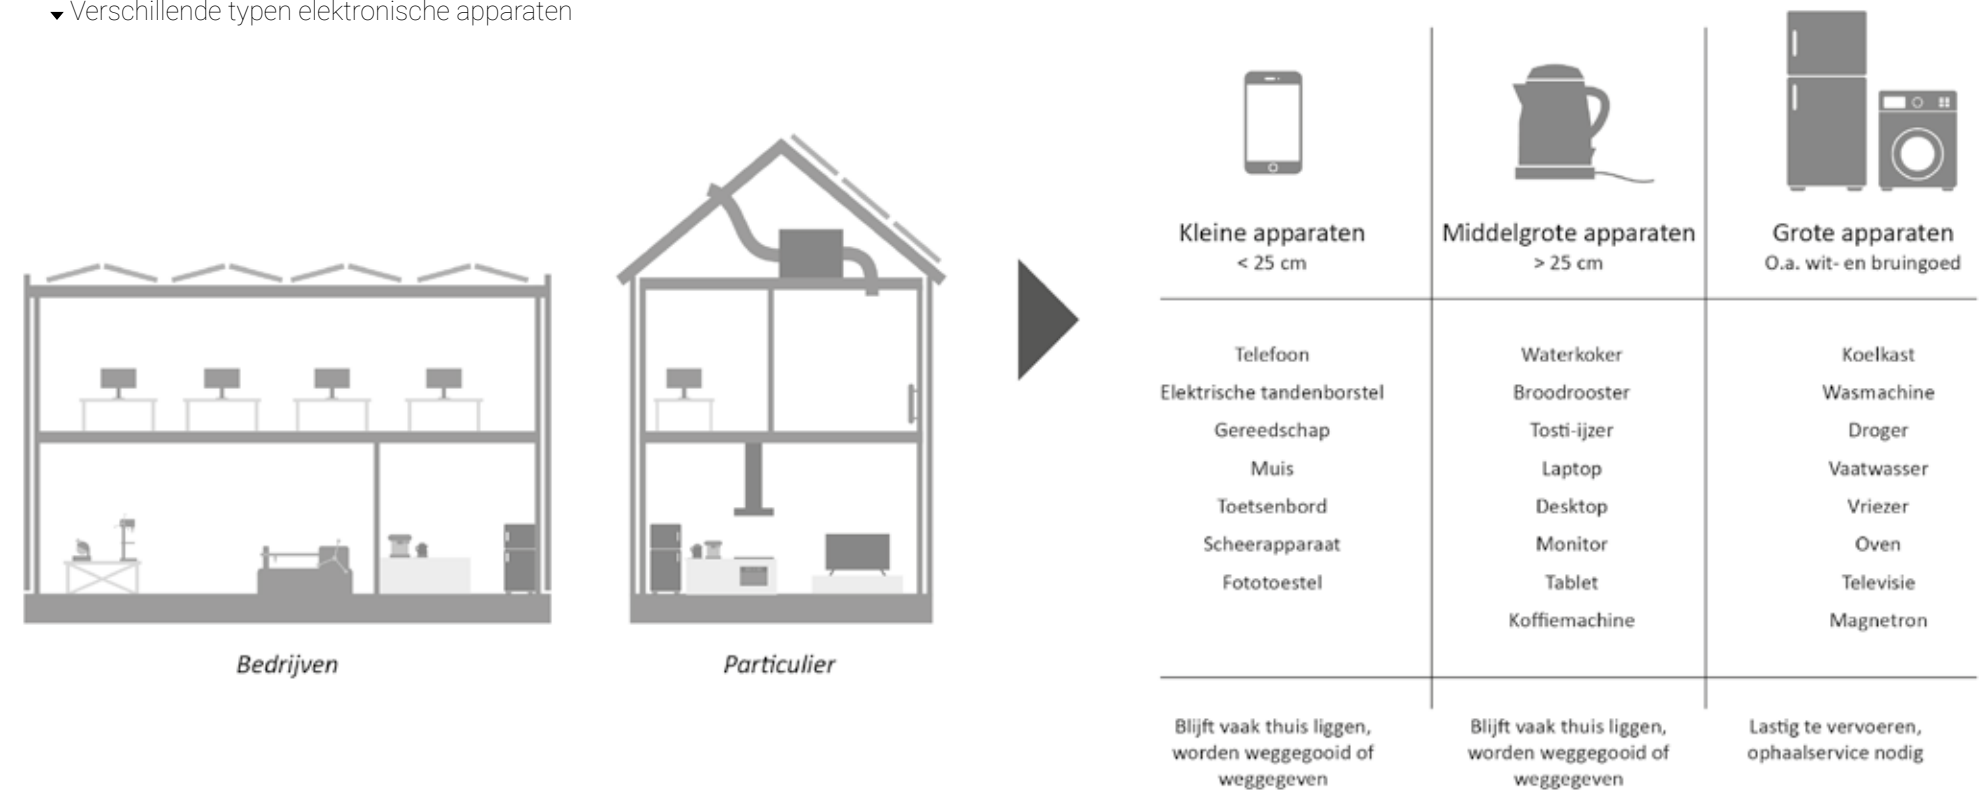 Verschillende typen elektronische apparaten
Bedrijven
Particulier
Kleine apparaten
< 25 cm
Middelgrote apparaten
> 25 cm
Grote apparaten
O.a. wit- en bruingoed
Telefoon
Elektrische tandenborstel
Gereedschap
Muis
Toetsenbord
Scheerapparaat
Fototoestel
Waterkoker
Broodrooster
Tosti-ijzer
Laptop
Desktop
Monitor
Tablet
Koffiemachine
Koelkast
Wasmachine
Droger
Vaatwasser
Vriezer
Oven
Televisie
Magnetron
Blijft vaak thuis liggen,
worden weggegooid of
weggegeven
Blijft vaak thuis liggen,
worden weggegooid of
weggegeven
Lastig te vervoeren,
ophaalservice nodig